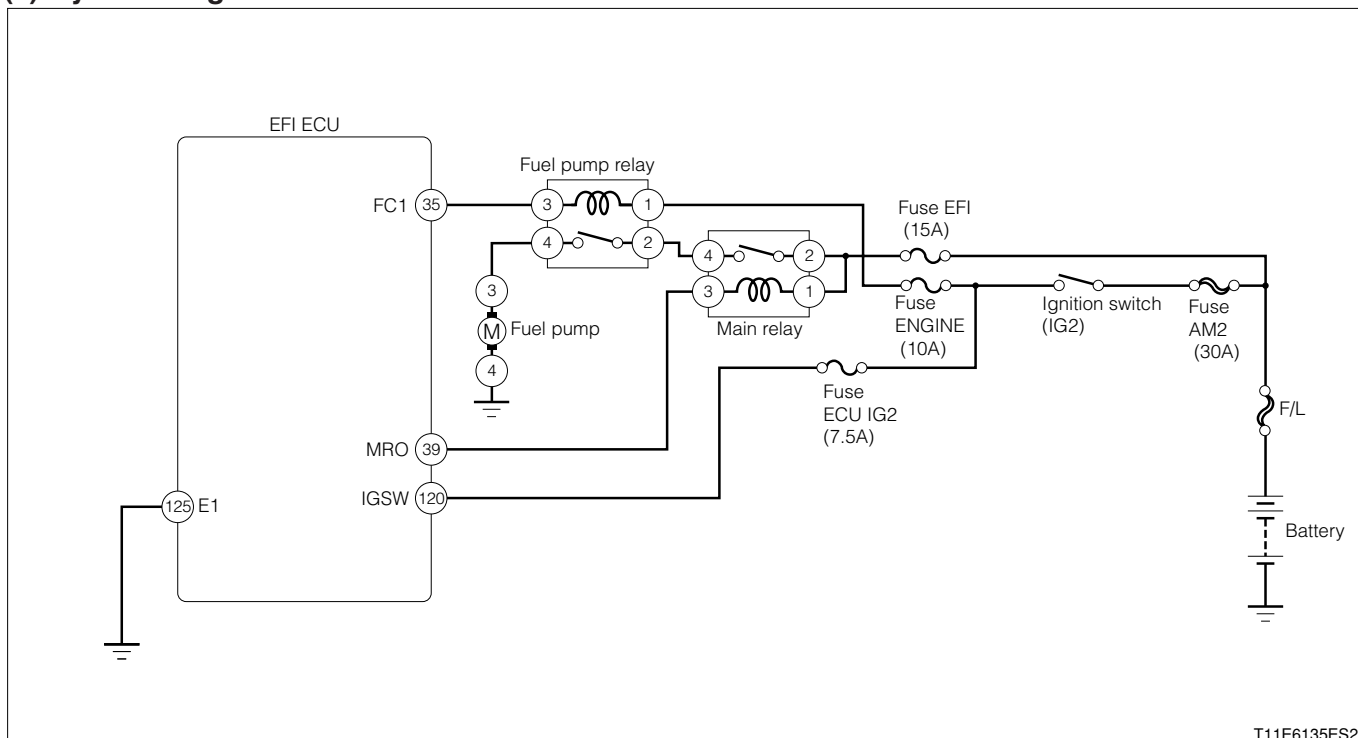 EFI ECU
Fuel pump relay
FC1 35
3 1
4 2
Fuse EFI
(15A)
4 2
3 1
Main relay
Fuse
ENGINE
(10A)
Ignition switch
(IG2)
Fuse
AM2
(30A)
3
M Fuel pump
4
Fuse
ECU IG2
(7.5A)
F/L
MRO 39
IGSW 120
125 E1
Battery
T11E6135ES2